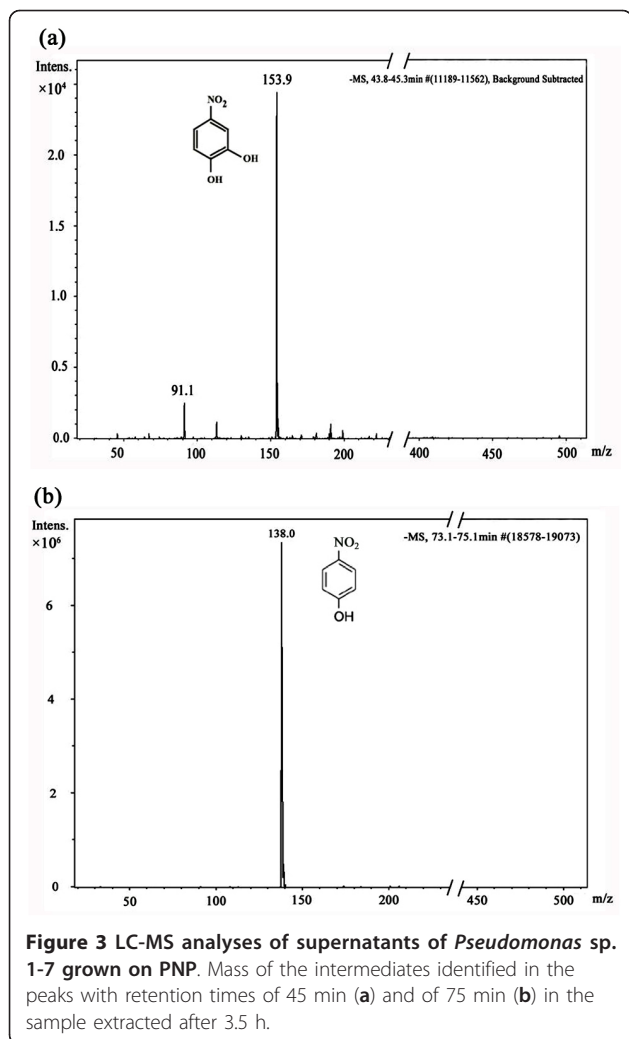 (a)
Intens.
×10⁴
153.9
-MS, 43.8-45.3min #(11189-11562), Background Subtracted
NO₂
OH
OH
2.0
1.5
1.0
0.5
91.1
0.0
50 100 150 200 400 450 500 m/z
(b)
Intens.
×10⁶
138.0
-MS, 73.1-75.1min #(18578-19073)
NO₂
OH
6
4
2
0
50 100 150 200 450 500 m/z
Figure 3 LC-MS analyses of supernatants of Pseudomonas sp.
1-7 grown on PNP. Mass of the intermediates identified in the
peaks with retention times of 45 min (a) and of 75 min (b) in the
sample extracted after 3.5 h.